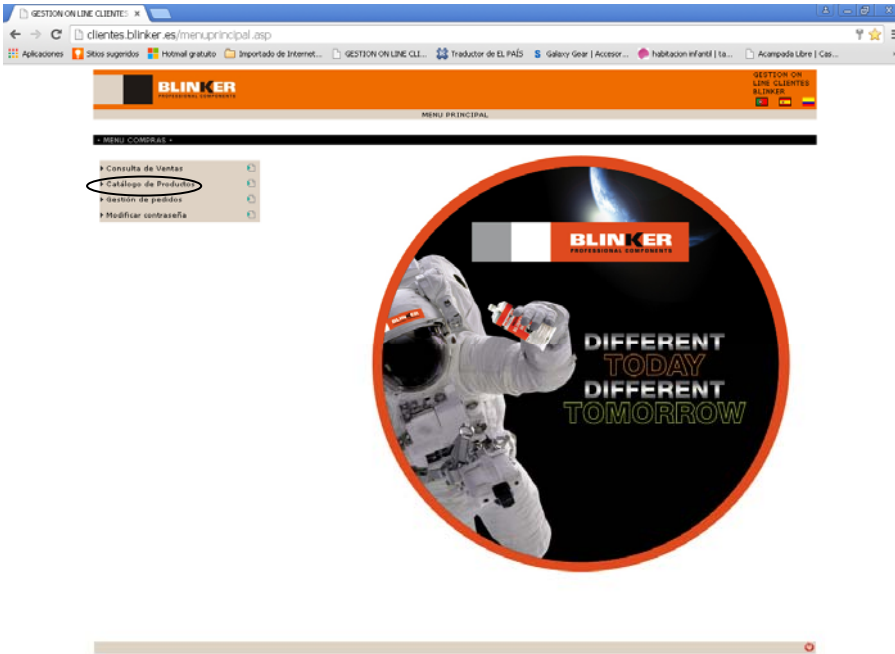 GESTION ON LINE CLIENTES
clientes.blinker.es/menuprincipal.asp
Aplicaciones
Sitios sugeridos
Hotmail gratuito
Importado de Internet...
GESTION ON LINE CLI...
Traductor de EL PAÍS
S Galaxy Gear | Accesor...
habitacion infantil | ta...
Acampada Libre | Cas...
BLINKER
PROFESSIONAL COMPONENTS
GESTION ON
LINE CLIENTES
BLINKER
MENU PRINCIPAL
• MENU COMPRAS •
Consulta de Ventas
Catálogo de Productos
Gestión de pedidos
Modificar contraseña
BLINKER
PROFESSIONAL COMPONENTS
BLINKER
DIFFERENT
TODAY
DIFFERENT
TOMORROW